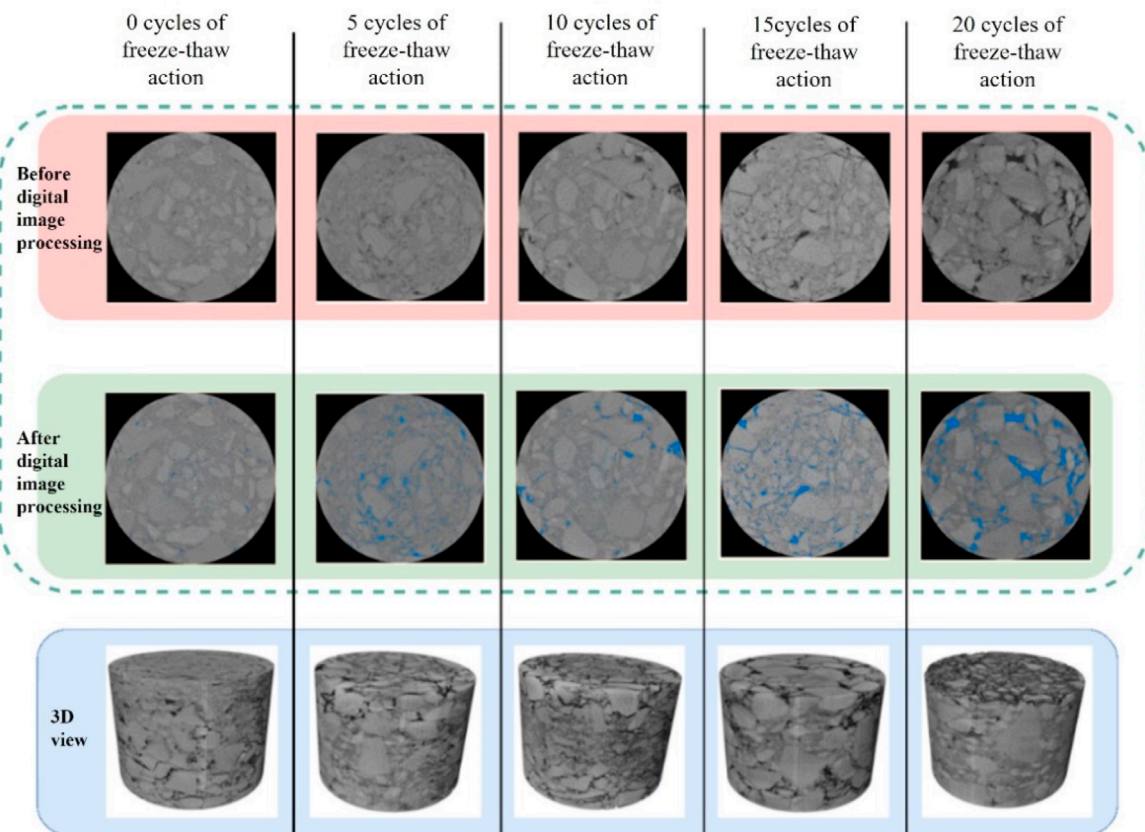 0 cycles of
freeze-thaw
action
5 cycles of
freeze-thaw
action
10 cycles of
freeze-thaw
action
15cycles of
freeze-thaw
action
20 cycles of
freeze-thaw
action
Before
digital
image
processing
After
digital
image
processing
3D
view